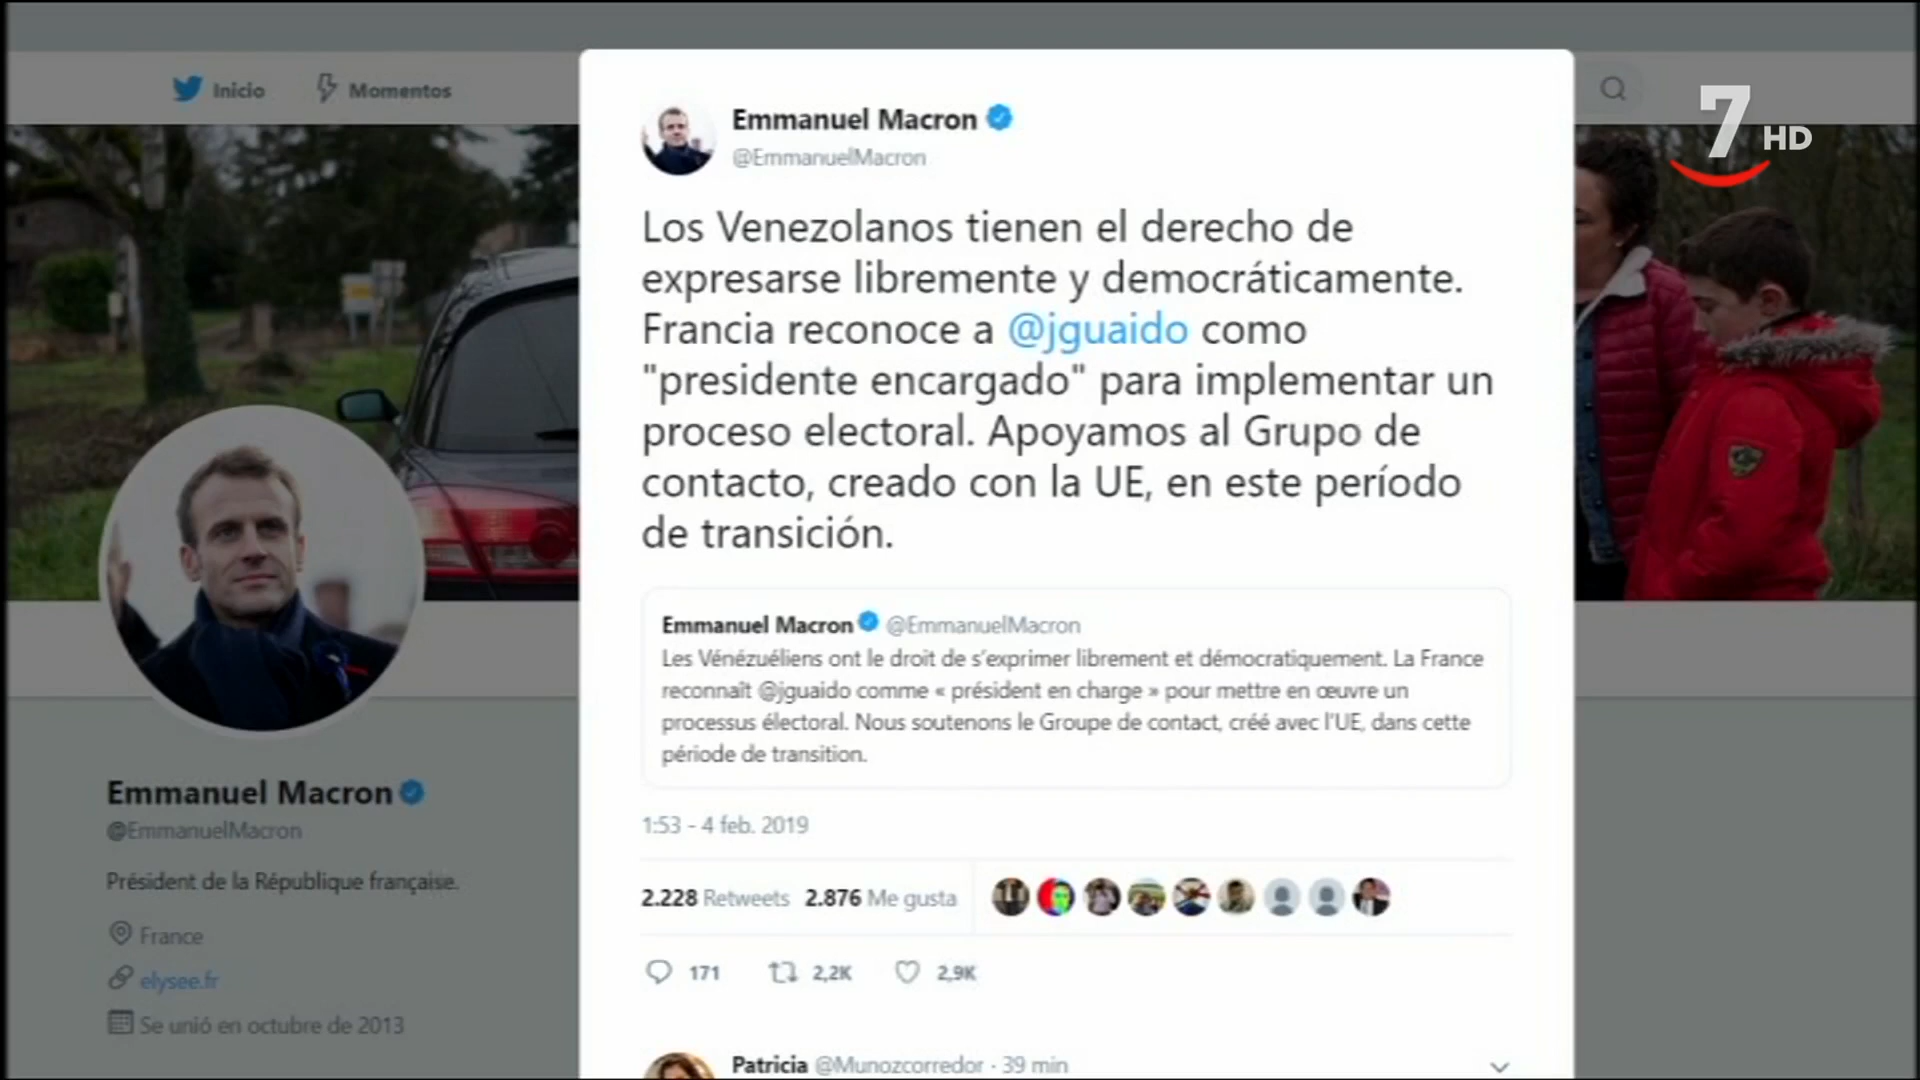 Inicio
Momentos
7 HD
Emmanuel Macron
@EmmanuelMacron
Los Venezolanos tienen el derecho de
expresarse libremente y democráticamente.
Francia reconoce a @jguaido como
"presidente encargado" para implementar un
proceso electoral. Apoyamos al Grupo de
contacto, creado con la UE, en este período
de transición.
Emmanuel Macron @EmmanuelMacron
Les Vénézuéliens ont le droit de s'exprimer librement et démocratiquement. La France
reconnaît @jguaido comme « président en charge » pour mettre en œuvre un
processus électoral. Nous soutenons le Groupe de contact, créé avec l'UE, dans cette
période de transition.
1:53 - 4 feb. 2019
2.228 Retweets 2.876 Me gusta
171 2,2K 2,9K
Patricia @Munozcorredor · 39 min
Emmanuel Macron
@EmmanuelMacron
Président de la République française.
France
elysee.fr
Se unió en octubre de 2013